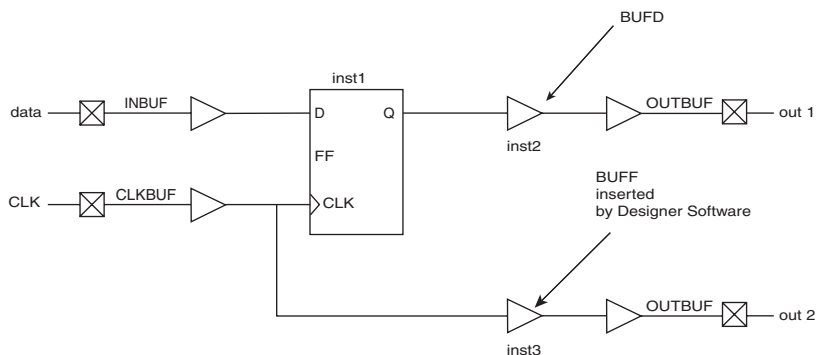 BUFD
inst1
data
INBUF
D
Q
OUTBUF
out 1
inst2
FF
CLK
CLKBUF
CLK
BUFF
inserted
by Designer Software
OUTBUF
out 2
inst3